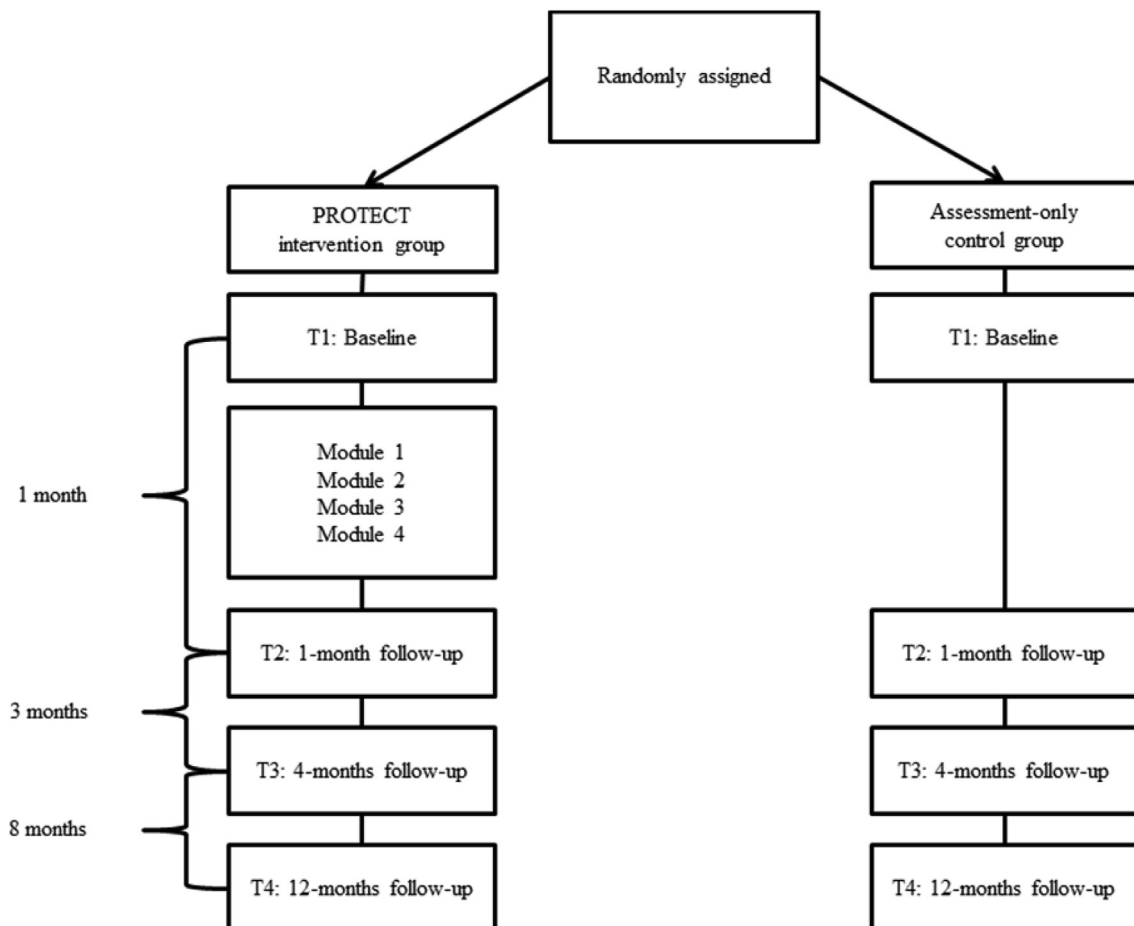 Randomly assigned
PROTECT
intervention group
Assessment-only
control group
T1: Baseline
T1: Baseline
Module 1
Module 2
Module 3
Module 4
1 month
T2: 1-month follow-up
T2: 1-month follow-up
3 months
T3: 4-months follow-up
T3: 4-months follow-up
8 months
T4: 12-months follow-up
T4: 12-months follow-up